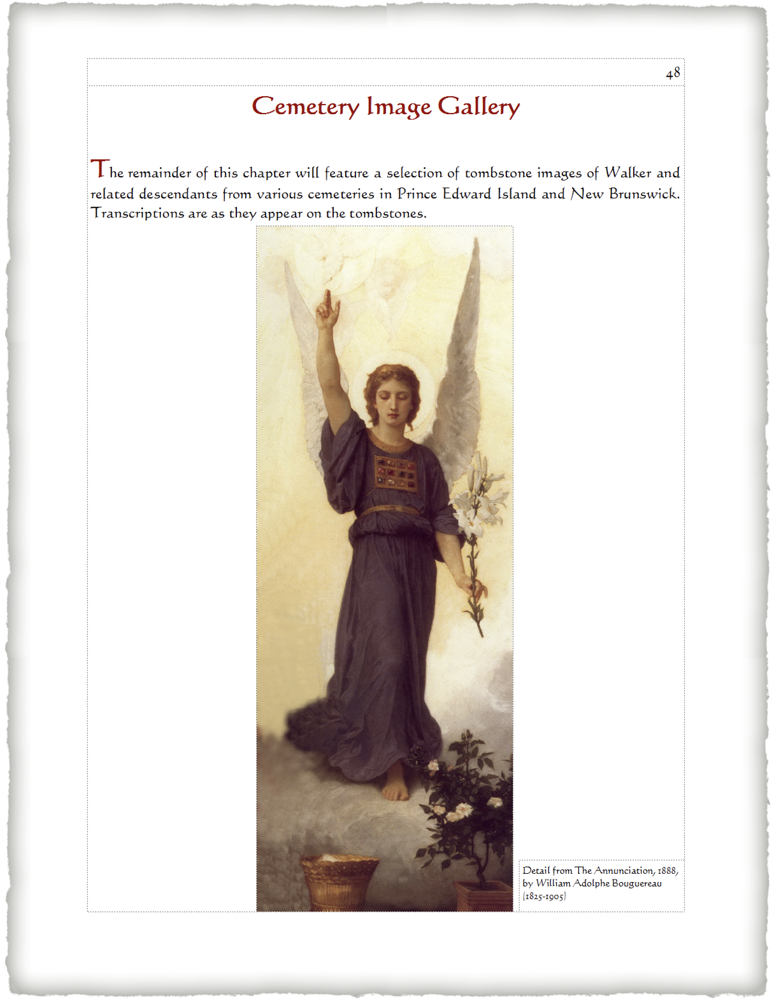 48
Cemetery Image Gallery
The remainder of this chapter will feature a selection of tombstone images of Walker and
related descendants from various cemeteries in Prince Edward Island and New Brunswick.
Transcriptions are as they appear on the tombstones.
Detail from The Annunciation, 1888,
by William Adolphe Bouguereau
(1825-1905)